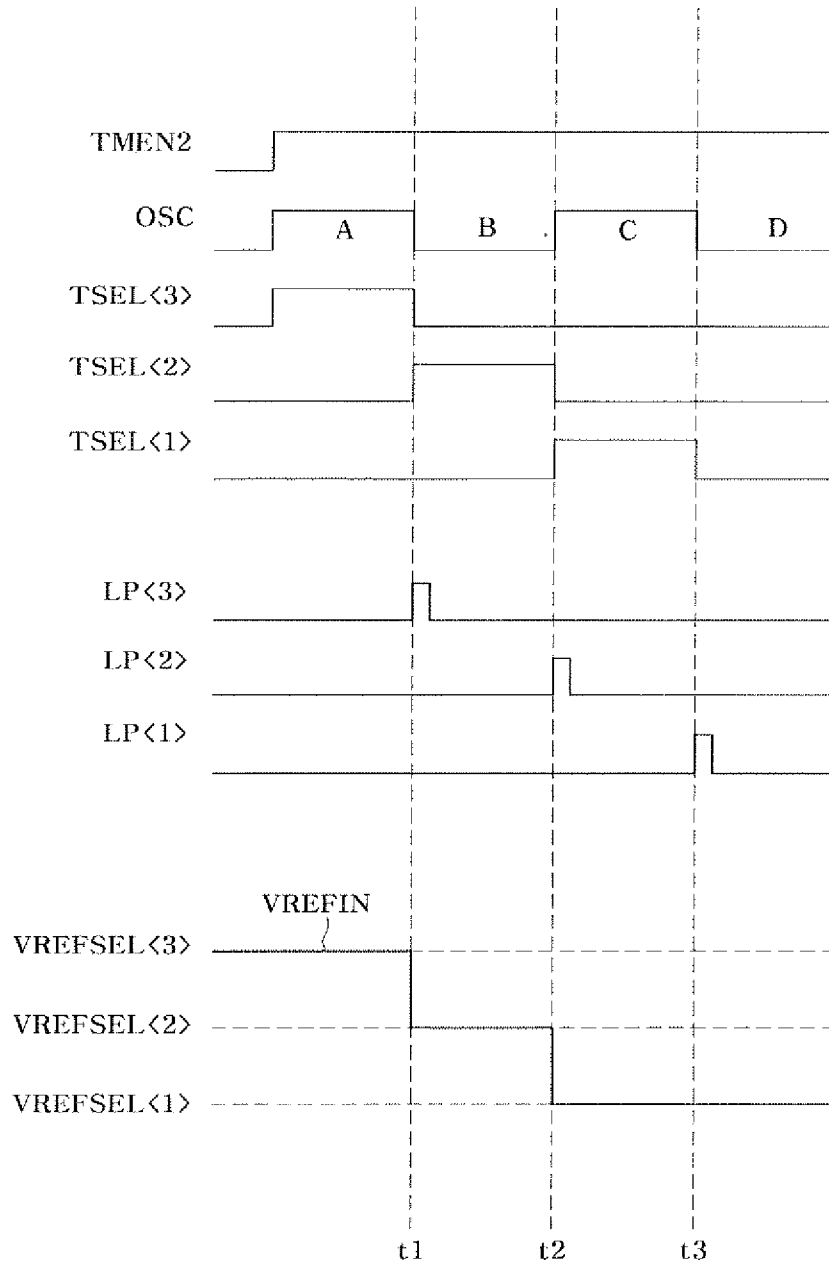 TMEN2
OSC
A B C D
TSEL<3>
TSEL<2>
TSEL<1>
LP<3>
LP<2>
LP<1>
VREFIN
VREFSEL<3>
VREFSEL<2>
VREFSEL<1>
t1 t2 t3